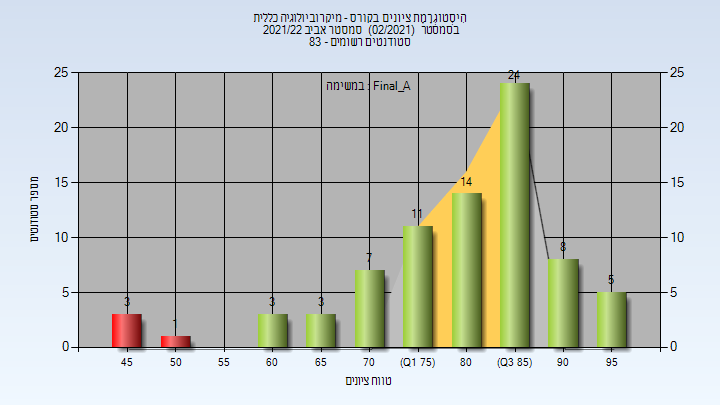 היסטוגרמת ציונים בקורס - מיקרוביולוגיה כללית
בסמסטר (02/2021) סמסטר אביב 2021/22
סטודנטים רשומים - 83
במשימה : Final_A
מספר סטודנטים
25 25
20 20
15 15
10 10
5 5
0 0
3 1 3 3 7 11 14 24 8 5
45 50 55 60 65 70 (Q1 75) 80 (Q3 85) 90 95
טווח ציונים